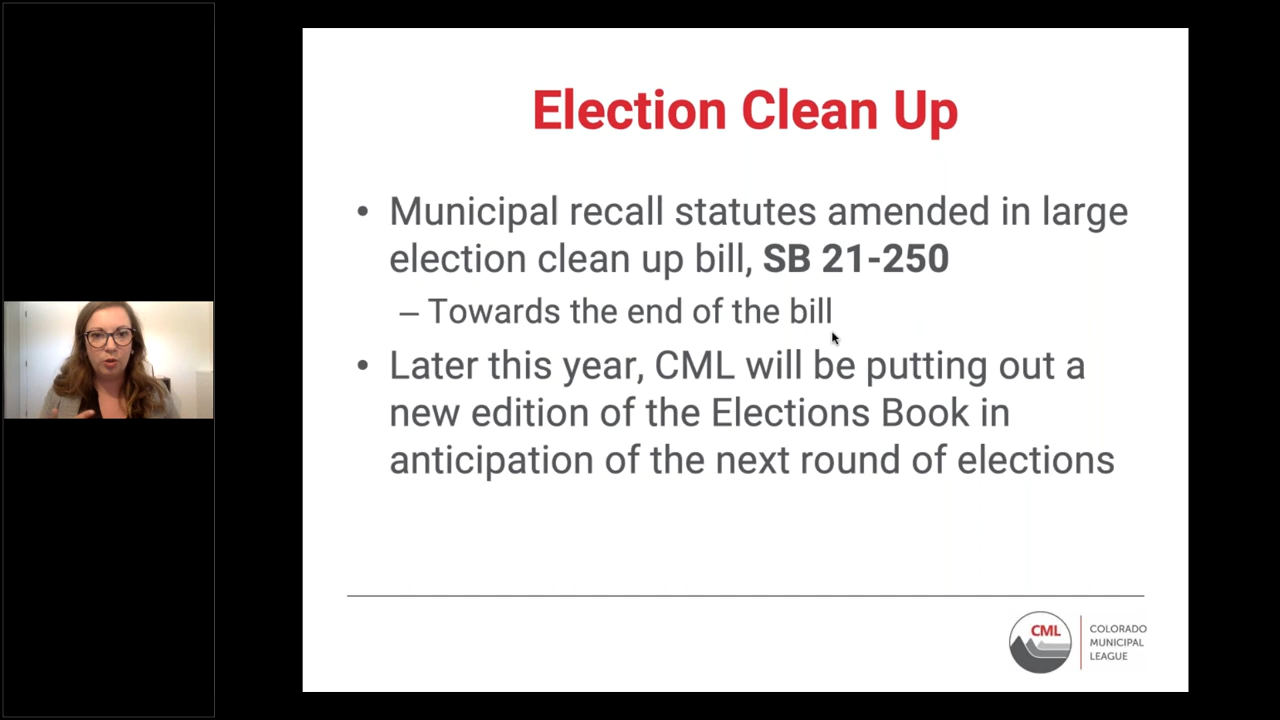 Election Clean Up
• Municipal recall statutes amended in large
election clean up bill, SB 21-250
– Towards the end of the bill
• Later this year, CML will be putting out a
new edition of the Elections Book in
anticipation of the next round of elections
CML
COLORADO
MUNICIPAL
LEAGUE